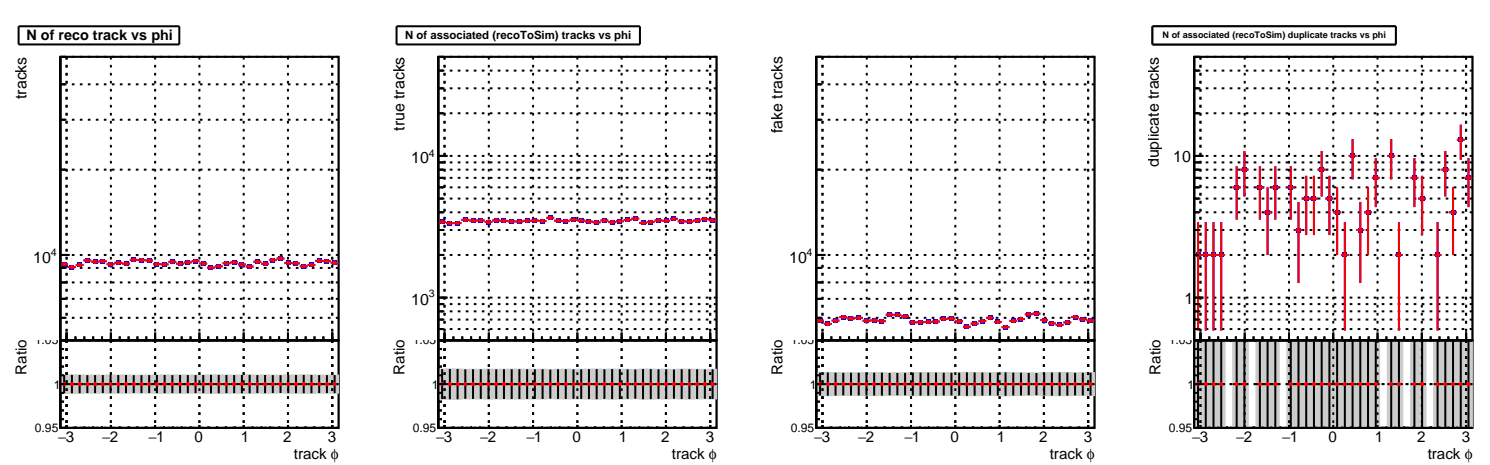 N of reco track vs phi
N of associated (recoToSim) tracks vs phi
N of associated (recoToSim) duplicate tracks vs phi
tracks
10^4
Ratio
1
0.95
−3 −2 −1 0 1 2 3
track ϕ
true tracks
10^4
10^3
Ratio
1
0.95
−3 −2 −1 0 1 2 3
track ϕ
fake tracks
Ratio
1
0.95
−3 −2 −1 0 1 2 3
track ϕ
duplicate tracks
10
1
Ratio
1
0.95
−3 −2 −1 0 1 2 3
track ϕ